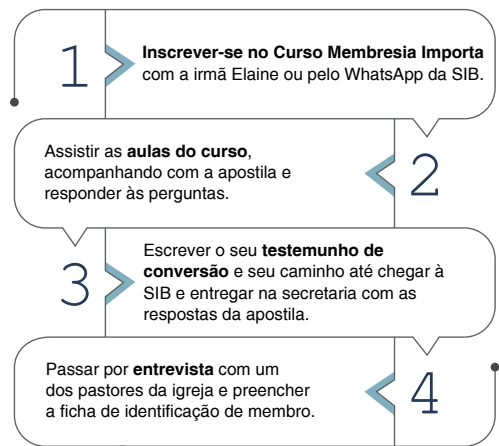 1
Inscrever-se no Curso Membresia Importa
com a irmã Elaine ou pelo WhatsApp da SIB.
2
Assistir as aulas do curso,
acompanhando com a apostila e
responder às perguntas.
3
Escrever o seu testemunho de
conversão e seu caminho até chegar à
SIB e entregar na secretaria com as
respostas da apostila.
4
Passar por entrevista com um
dos pastores da igreja e preencher
a ficha de identificação de membro.